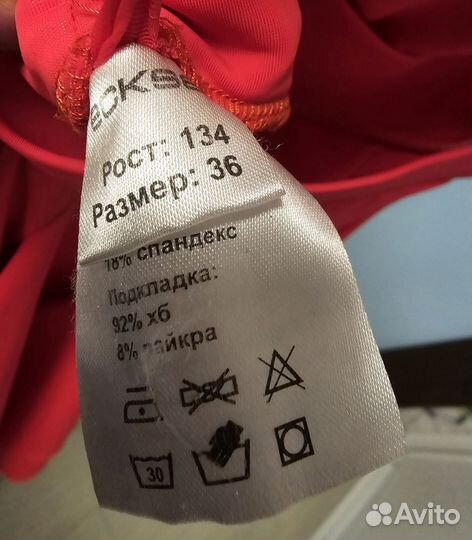 Рост: 134
Размер: 36
18% спандекс
Подкладка:
92% хб
8% лайкра
30
Avito